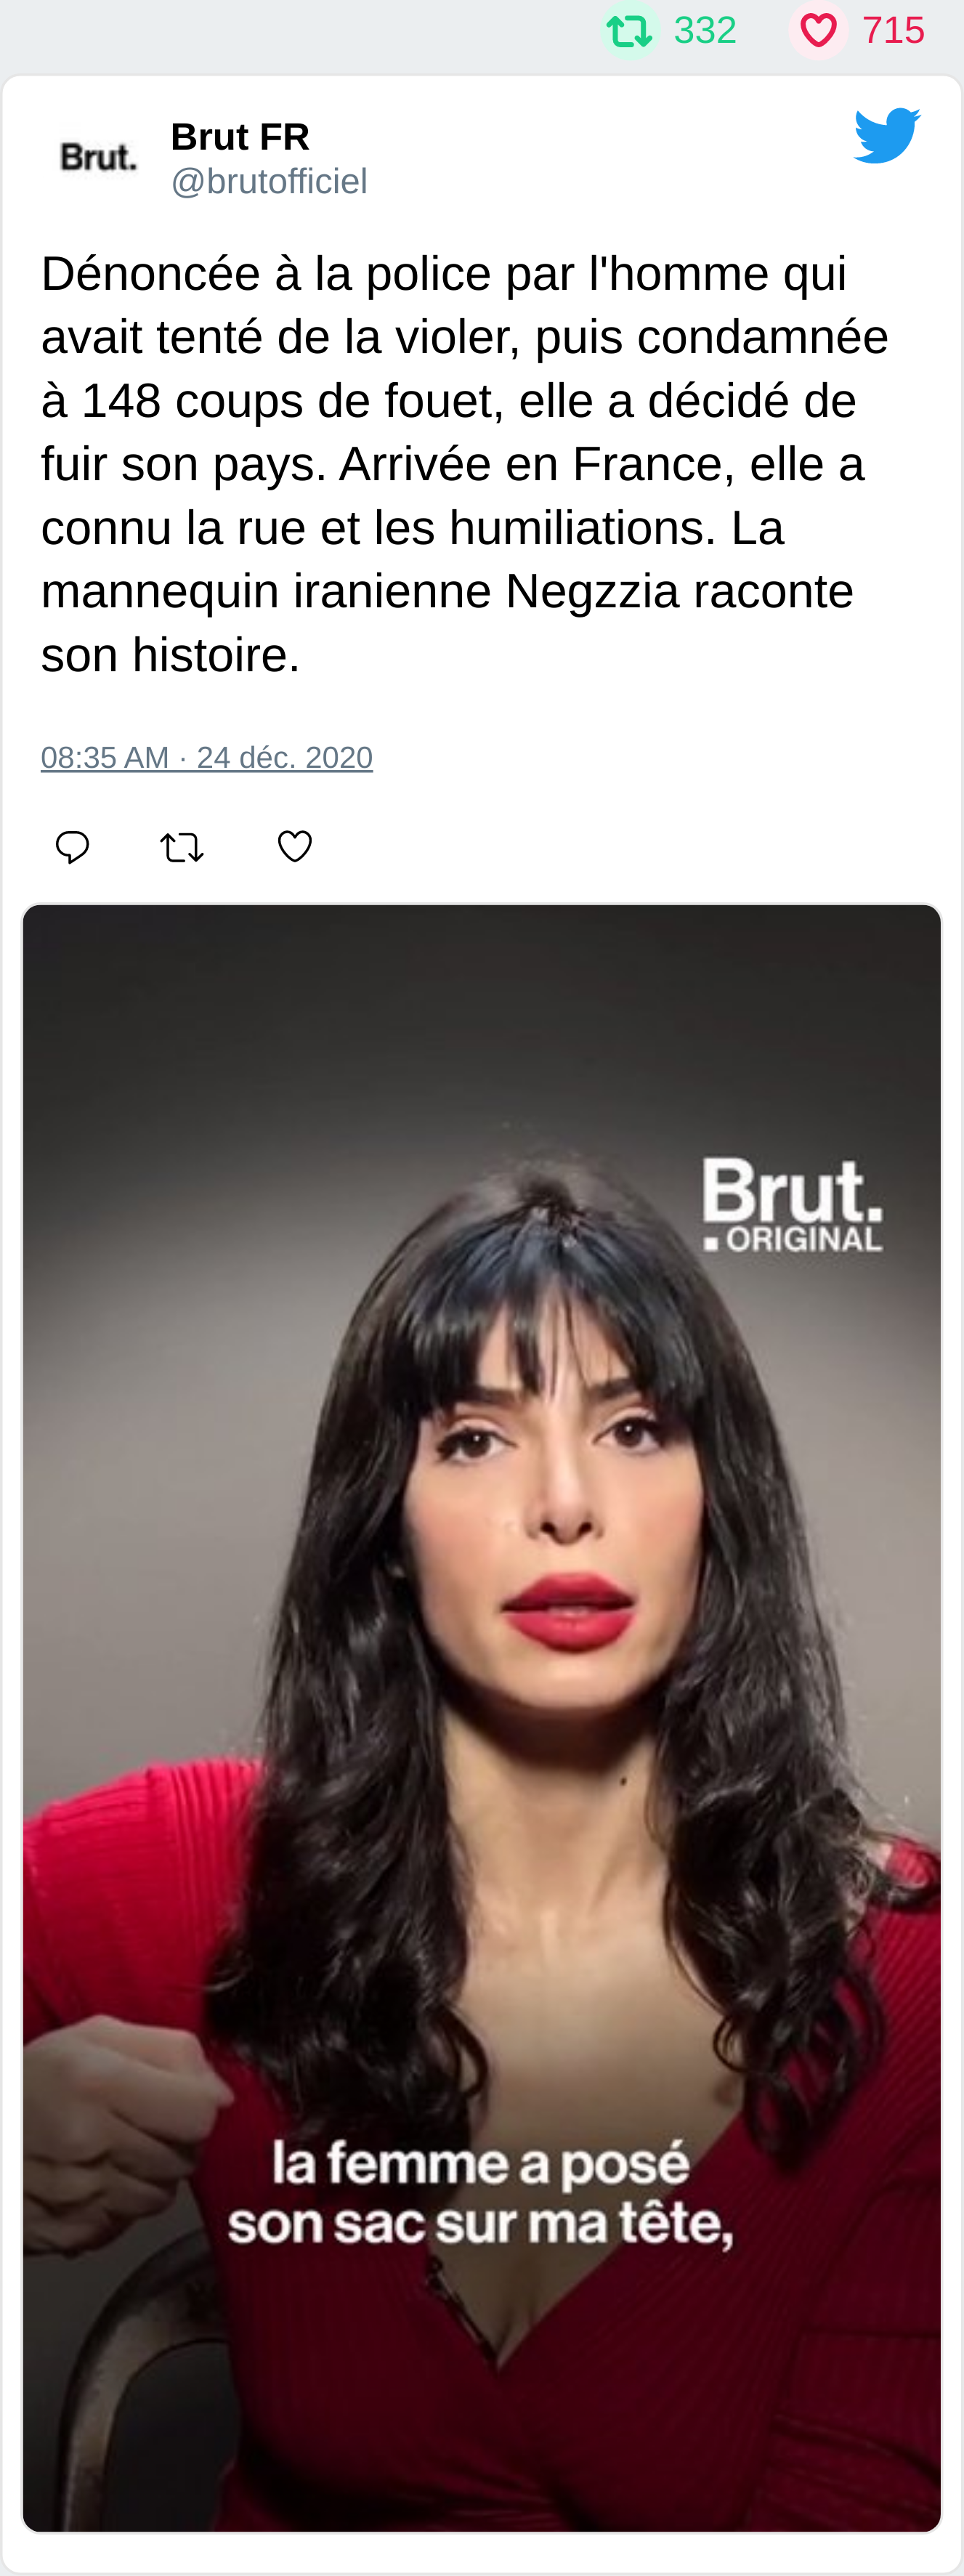 332 715
Brut.
Brut FR
@brutofficiel
Dénoncée à la police par l'homme qui
avait tenté de la violer, puis condamnée
à 148 coups de fouet, elle a décidé de
fuir son pays. Arrivée en France, elle a
connu la rue et les humiliations. La
mannequin iranienne Negzzia raconte
son histoire.
08:35 AM · 24 déc. 2020
Brut.
ORIGINAL
la femme a posé
son sac sur ma tête,